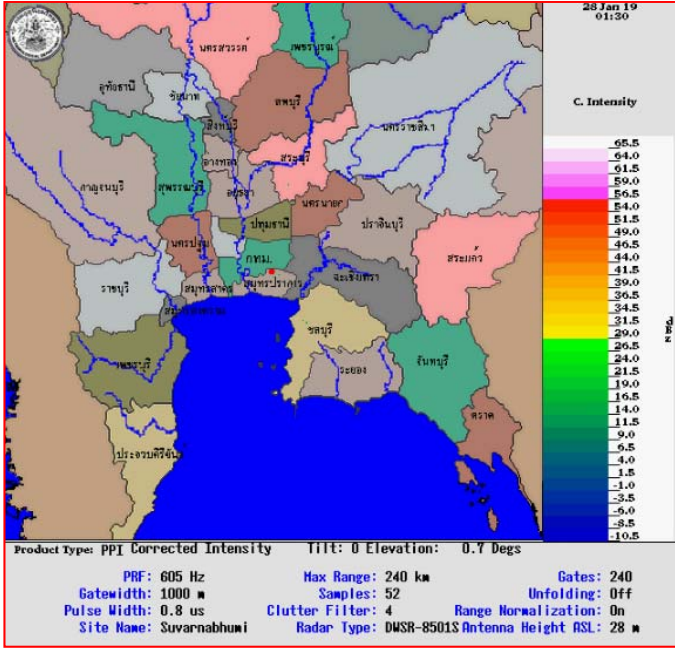 28 Jan 19
01:30
C. Intensity
นครสวรรค์
เพชรบูรณ์
อุทัยธานี
ชัยนาท
ลพบุรี
สิงห์บุรี
นครราชสีมา
อ่างทอง
สระบุรี
กาญจนบุรี
สุพรรณบุรี
อยุธยา
นครนายก
ปทุมธานี
ปราจีนบุรี
นครปฐม
สระแก้ว
กทม.
ราชบุรี
สมุทรสาคร
สมุทรปราการ
ฉะเชิงเทรา
เพชรบุรี
ชลบุรี
ระยอง
จันทบุรี
ตราด
ประจวบคีรีขันธ์
65.5
64.0
61.5
59.0
56.5
54.0
51.5
49.0
46.5
44.0
41.5
39.0
36.5
34.0
31.5
29.0
26.5
24.0
21.5
19.0
16.5
14.0
11.5
9.0
6.5
4.0
1.5
-1.0
-3.5
-6.0
-8.5
-10.5
Product Type: PPI Corrected Intensity Tilt: 0 Elevation: 0.7 Degs
PRF: 605 Hz Max Range: 240 km Gates: 240
Gatewidth: 1000 m Samples: 52 Unfolding: Off
Pulse Width: 0.8 us Clutter Filter: 4 Range Normalization: On
Site Name: Suvarnabhumi Radar Type: DWSR-8501S Antenna Height ASL: 28 m